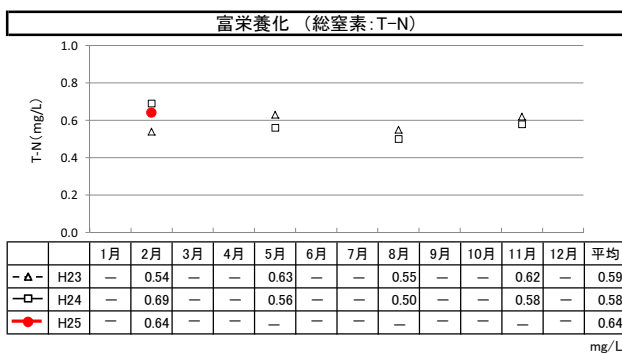 富栄養化 （総窒素：T-N）
T-N(mg/L)
1.0
0.8
0.6
0.4
0.2
0.0
1月 2月 3月 4月 5月 6月 7月 8月 9月 10月 11月 12月 平均
H23 － 0.54 － － 0.63 － － 0.55 － － 0.62 － 0.59
H24 － 0.69 － － 0.56 － － 0.50 － － 0.58 － 0.58
H25 － 0.64 － － － － － － － － － － 0.64
mg/L